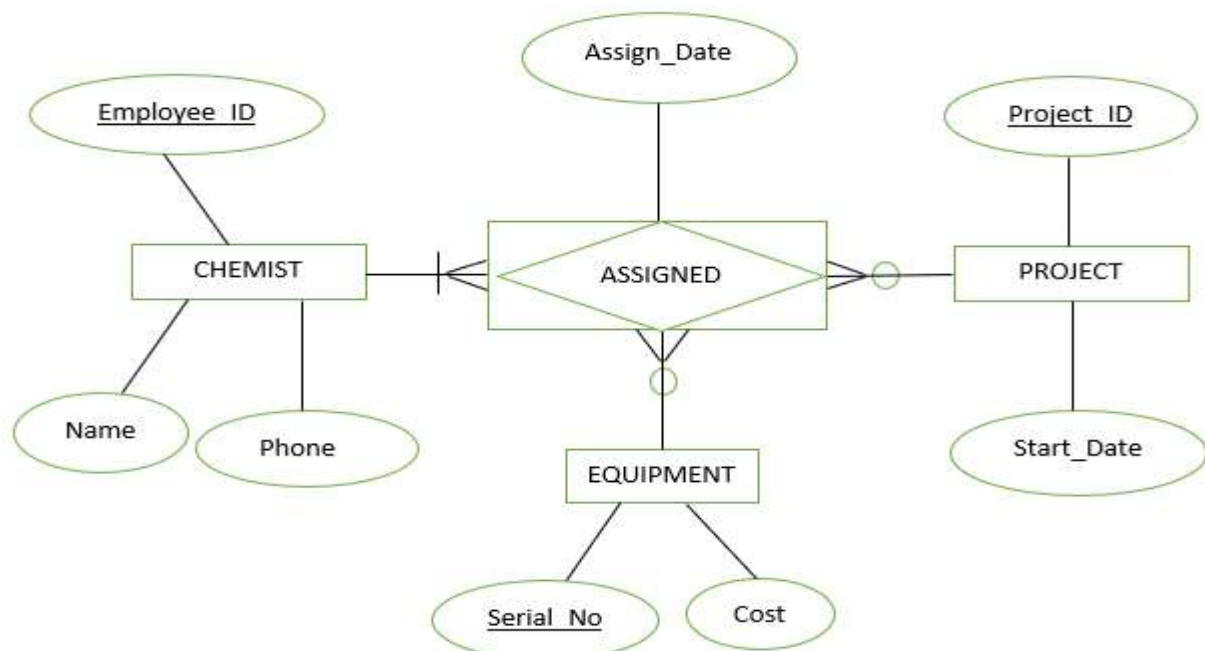 Assign_Date
Employee_ID
Project_ID
CHEMIST
ASSIGNED
PROJECT
Name
Phone
EQUIPMENT
Start_Date
Serial_No
Cost